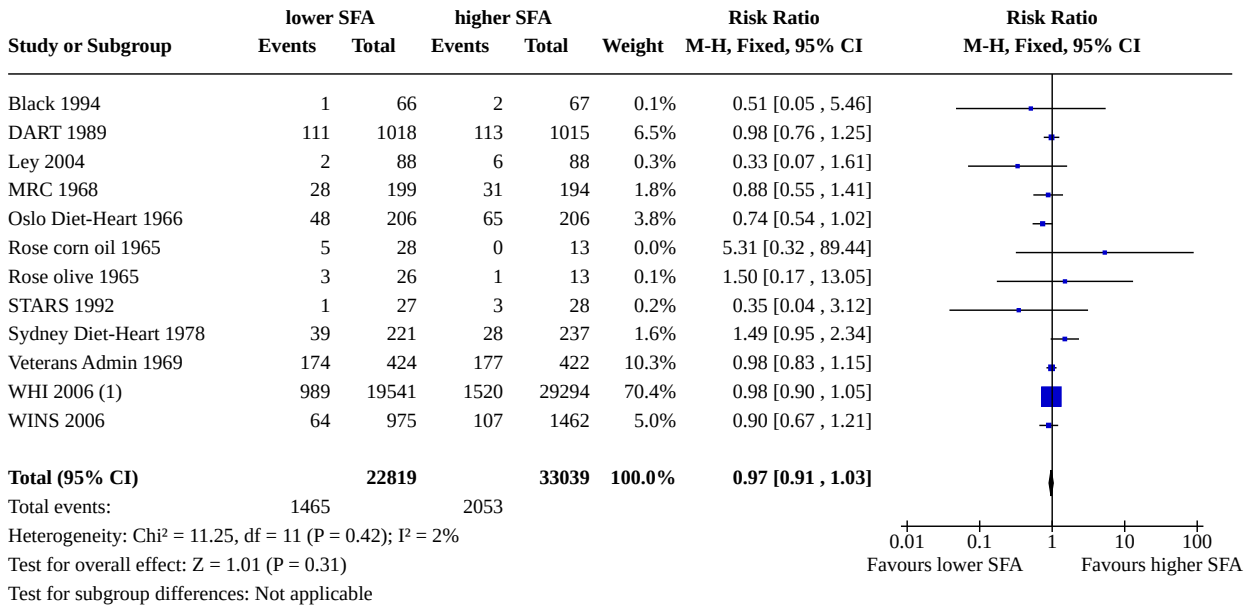 lower SFA higher SFA Risk Ratio Risk Ratio
Study or Subgroup Events Total Events Total Weight M-H, Fixed, 95% CI M-H, Fixed, 95% CI
Black 1994 1 66 2 67 0.1% 0.51 [0.05 , 5.46]
DART 1989 111 1018 113 1015 6.5% 0.98 [0.76 , 1.25]
Ley 2004 2 88 6 88 0.3% 0.33 [0.07 , 1.61]
MRC 1968 28 199 31 194 1.8% 0.88 [0.55 , 1.41]
Oslo Diet-Heart 1966 48 206 65 206 3.8% 0.74 [0.54 , 1.02]
Rose corn oil 1965 5 28 0 13 0.0% 5.31 [0.32 , 89.44]
Rose olive 1965 3 26 1 13 0.1% 1.50 [0.17 , 13.05]
STARS 1992 1 27 3 28 0.2% 0.35 [0.04 , 3.12]
Sydney Diet-Heart 1978 39 221 28 237 1.6% 1.49 [0.95 , 2.34]
Veterans Admin 1969 174 424 177 422 10.3% 0.98 [0.83 , 1.15]
WHI 2006 (1) 989 19541 1520 29294 70.4% 0.98 [0.90 , 1.05]
WINS 2006 64 975 107 1462 5.0% 0.90 [0.67 , 1.21]
Total (95% CI) 22819 33039 100.0% 0.97 [0.91 , 1.03]
Total events: 1465 2053
Heterogeneity: Chi² = 11.25, df = 11 (P = 0.42); I² = 2%
0.01 0.1 1 10 100
Test for overall effect: Z = 1.01 (P = 0.31)
Favours lower SFA Favours higher SFA
Test for subgroup differences: Not applicable